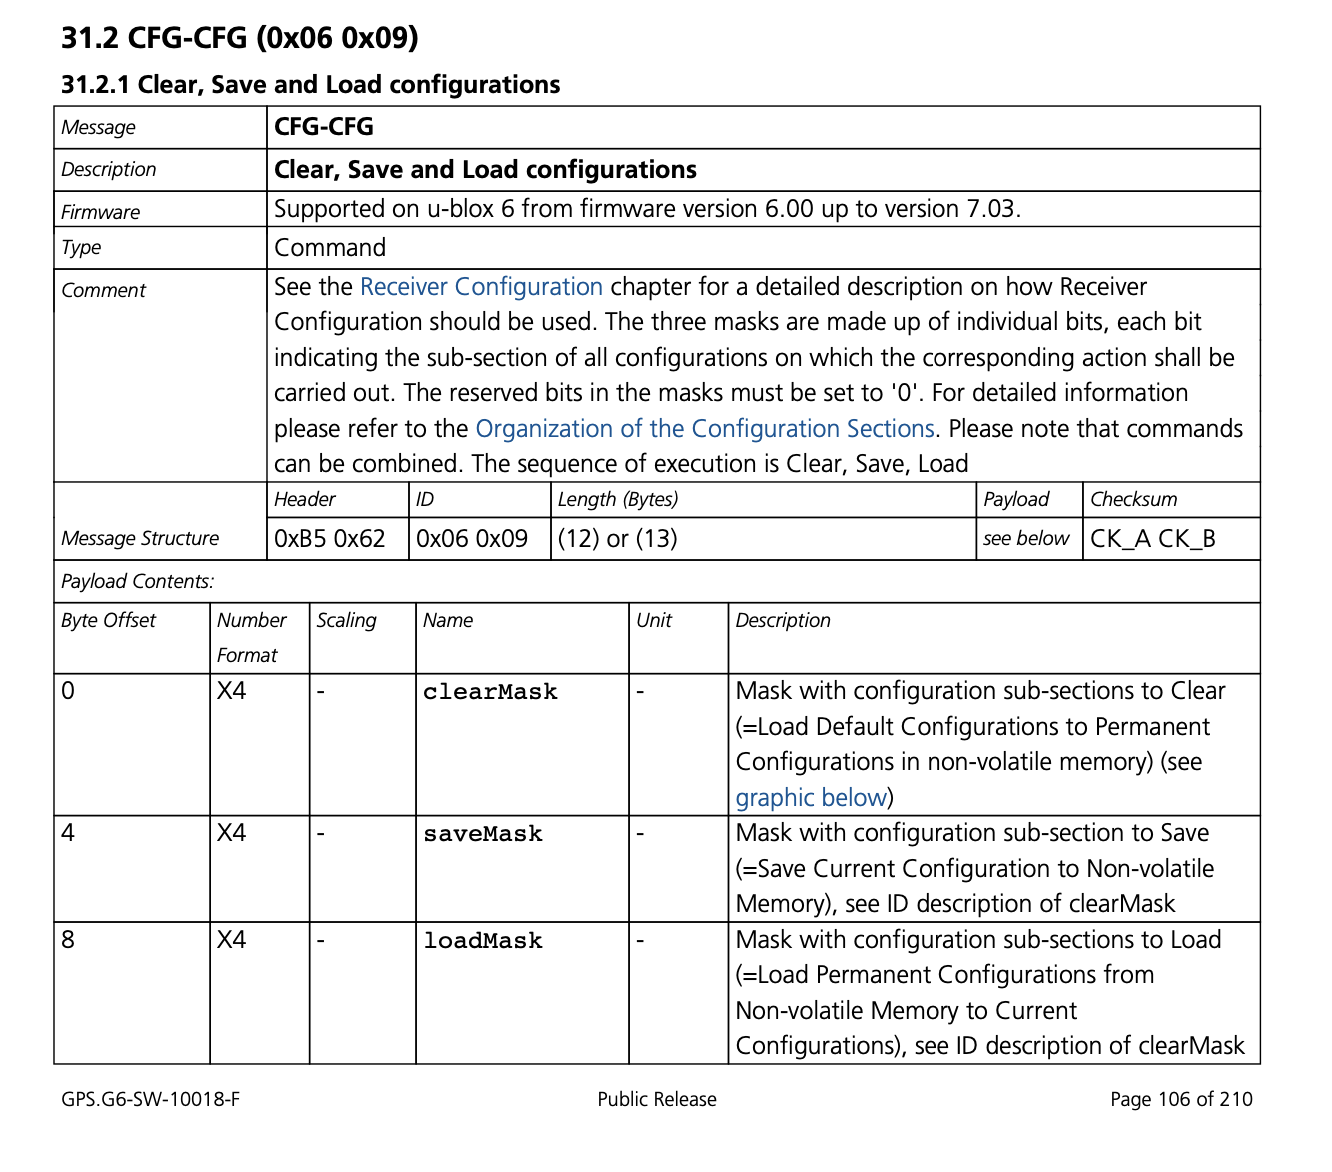 31.2 CFG-CFG (0x06 0x09)
31.2.1 Clear, Save and Load configurations
Message CFG-CFG
Description Clear, Save and Load configurations
Firmware Supported on u-blox 6 from firmware version 6.00 up to version 7.03.
Type Command
Comment See the Receiver Configuration chapter for a detailed description on how Receiver
Configuration should be used. The three masks are made up of individual bits, each bit
indicating the sub-section of all configurations on which the corresponding action shall be
carried out. The reserved bits in the masks must be set to '0'. For detailed information
please refer to the Organization of the Configuration Sections. Please note that commands
can be combined. The sequence of execution is Clear, Save, Load
Header ID Length (Bytes) Payload Checksum
Message Structure 0xB5 0x62 0x06 0x09 (12) or (13) see below CK_A CK_B
Payload Contents:
Byte Offset Number Scaling Name Unit Description
Format
0 X4 - clearMask - Mask with configuration sub-sections to Clear
(=Load Default Configurations to Permanent
Configurations in non-volatile memory) (see
graphic below)
4 X4 - saveMask - Mask with configuration sub-section to Save
(=Save Current Configuration to Non-volatile
Memory), see ID description of clearMask
8 X4 - loadMask - Mask with configuration sub-sections to Load
(=Load Permanent Configurations from
Non-volatile Memory to Current
Configurations), see ID description of clearMask
GPS.G6-SW-10018-F Public Release Page 106 of 210